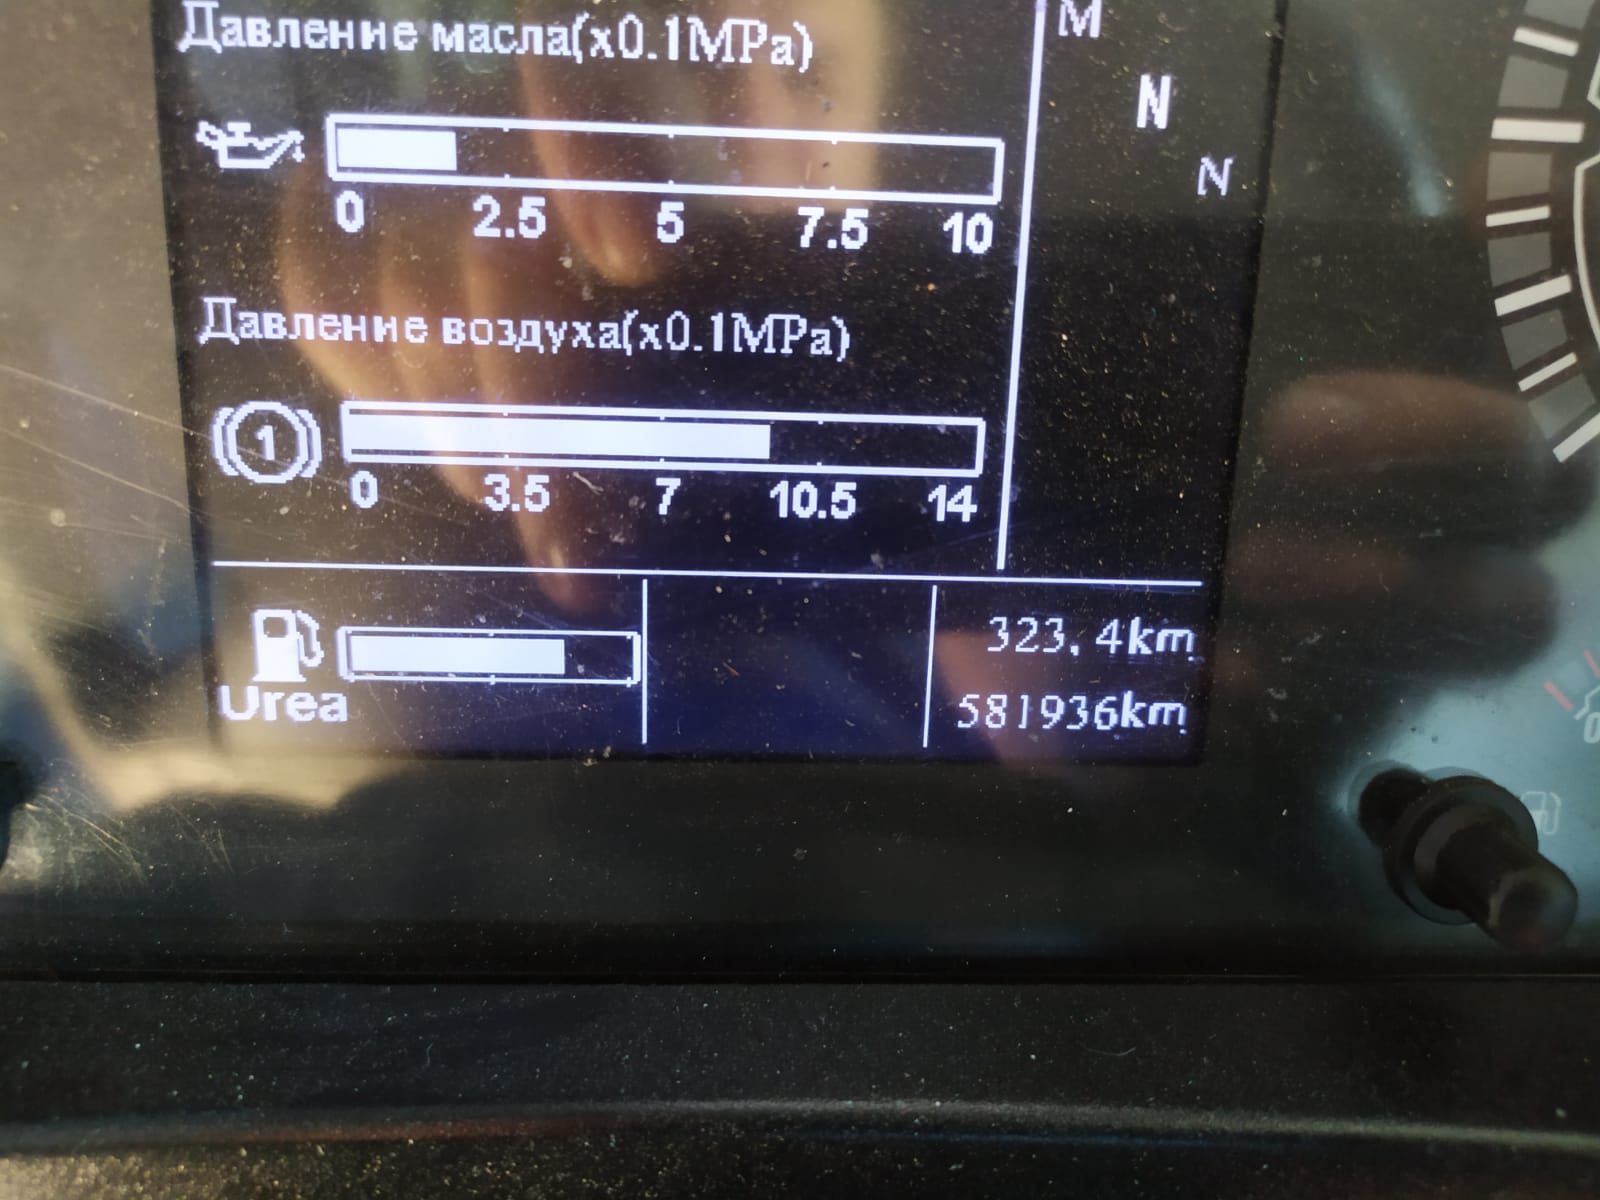 Давление масла(x0.1MPa)
M
N
N
0 2.5 5 7.5 10
Давление воздуха(x0.1MPa)
1
0 3.5 7 10.5 14
Urea
323,4km
581936km
0